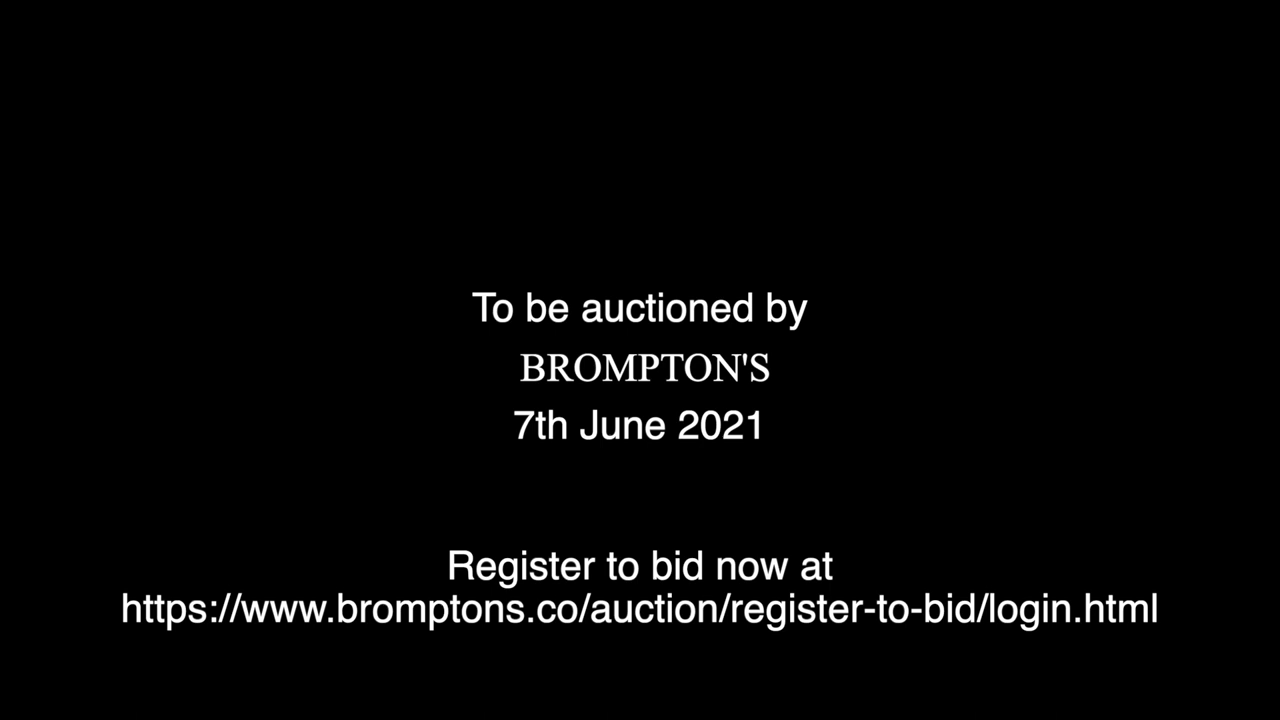 To be auctioned by
BROMPTON'S
7th June 2021
Register to bid now at
https://www.bromptons.co/auction/register-to-bid/login.html